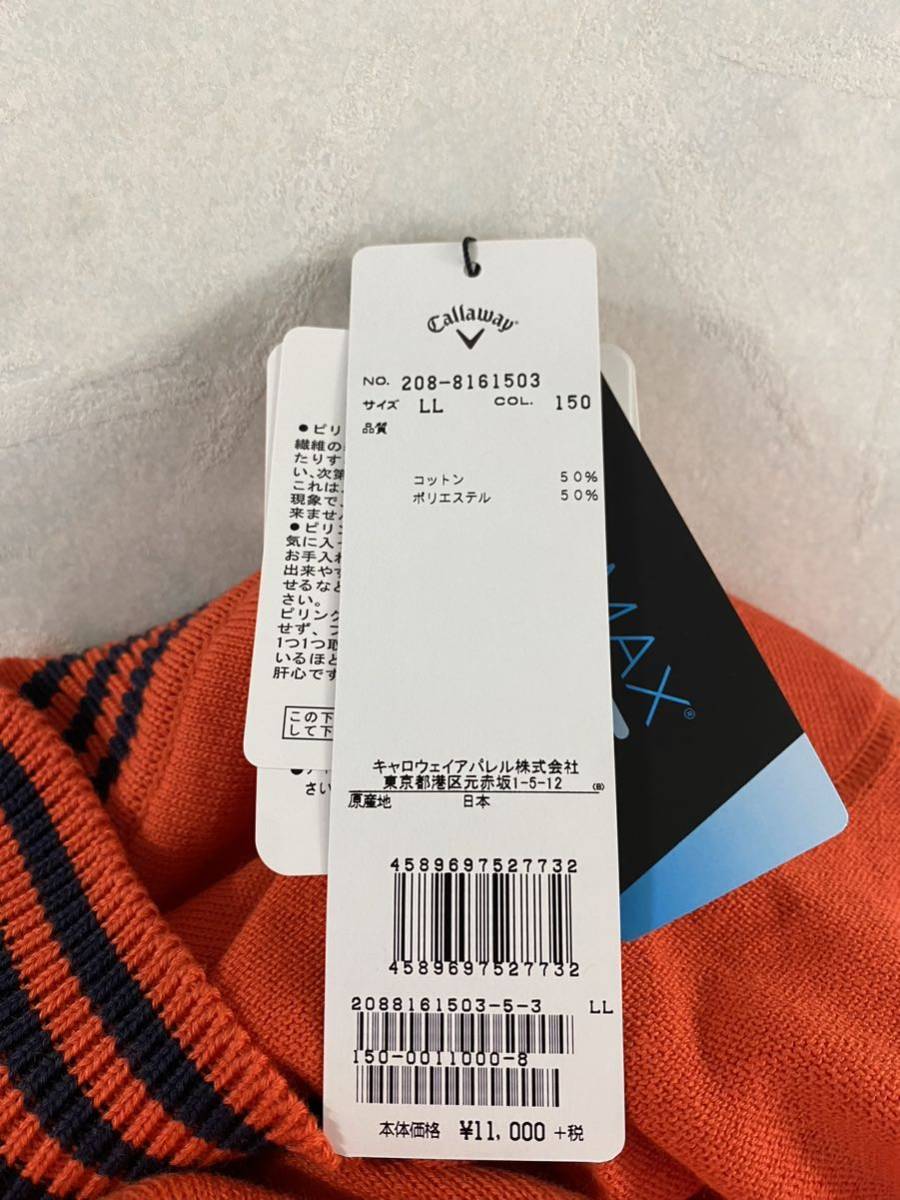 Callaway
NO. 208-8161503
サイズ LL COL. 150
品質
コットン 50%
ポリエステル 50%
キャロウェイアパレル株式会社
東京都港区元赤坂1-5-12 (B)
原産地 日本
4589697527732
4589697527732
2088161503-5-3 LL
150-0011000-8
本体価格 ¥11,000 +税
●ピリ
繊維の
たりす
い、次第
これは、
現象で、
来ません
●ピリン
気に入っ
お手入れ
出来やす
せるなど
さい。
ピリング
せず、
1つ1つ取
いるほど
肝心です
この下
して下
さい
MAX®